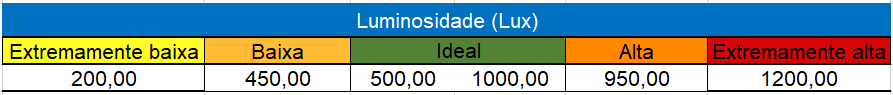 Luminosidade (Lux)
Extremamente baixa Baixa Ideal Alta Extremamente alta
200,00 450,00 500,00 1000,00 950,00 1200,00